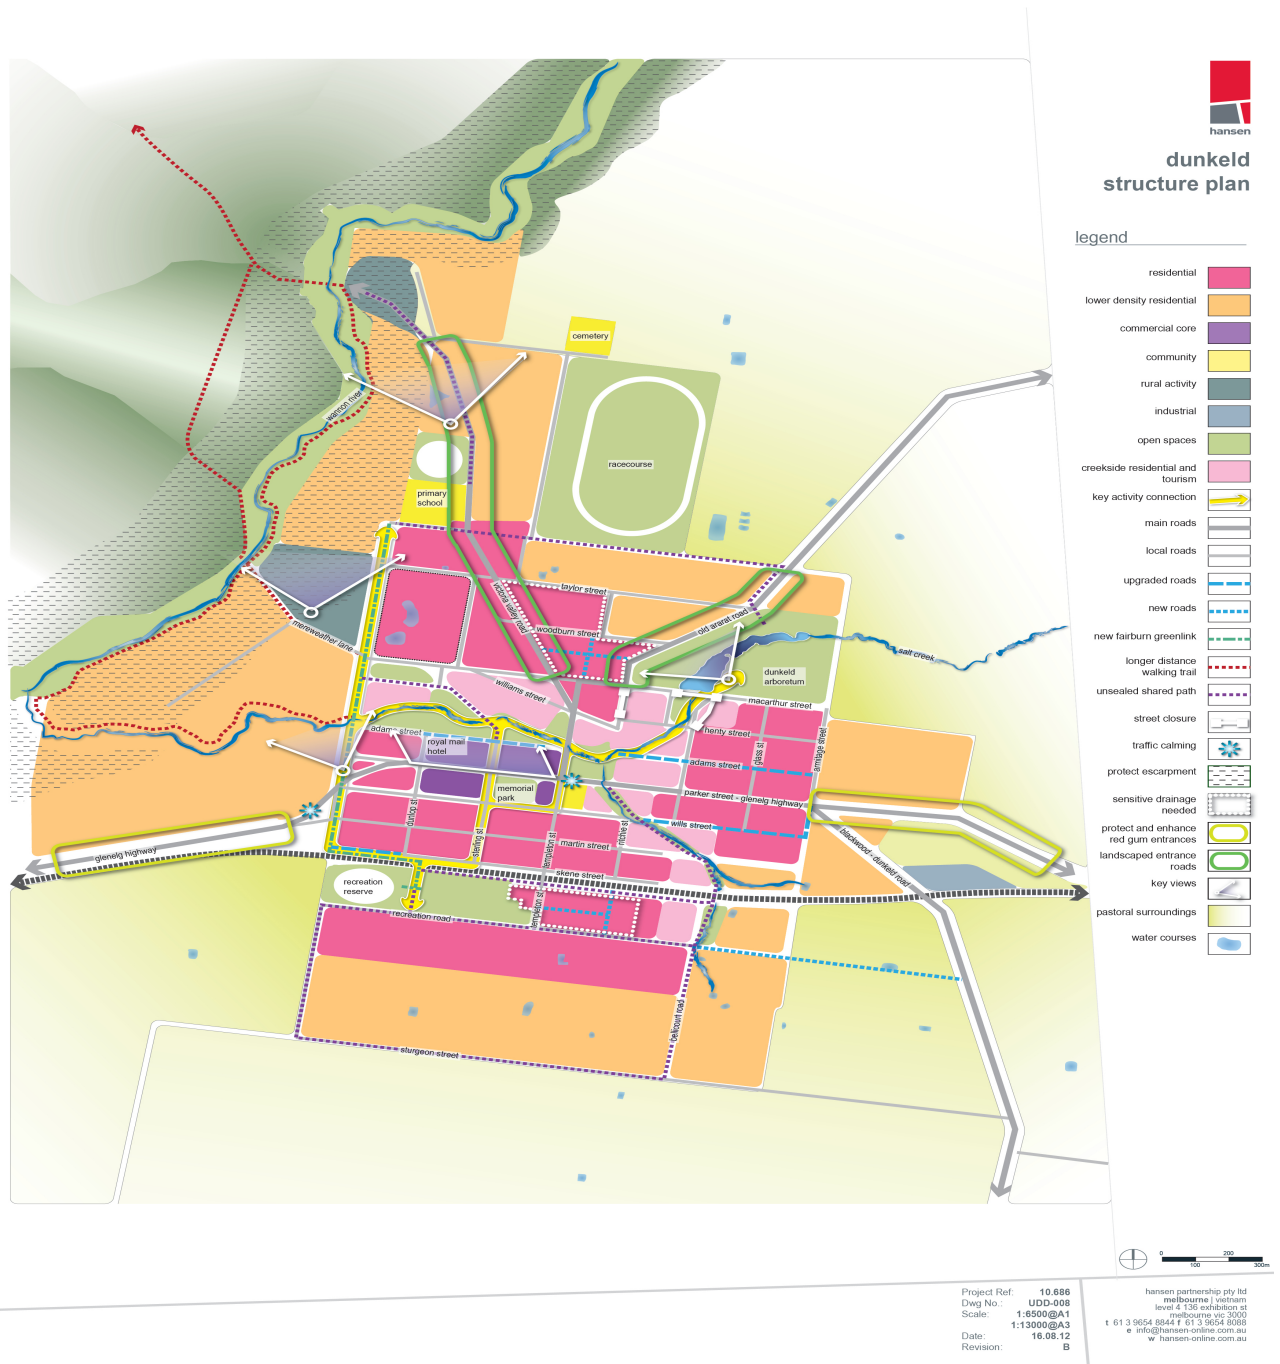 hansen
dunkeld
structure plan
legend
residential
lower density residential
commercial core
community
rural activity
industrial
open spaces
creekside residential and
tourism
key activity connection
main roads
local roads
upgraded roads
new roads
new fairburn greenlink
longer distance
walking trail
unsealed shared path
street closure
traffic calming
protect escarpment
sensitive drainage
needed
protect and enhance
red gum entrances
landscaped entrance
roads
key views
pastoral surroundings
water courses
cemetery
wannon river
racecourse
primary
school
taylor street
victoria valley road
woodburn street
old ararat road
mereweather lane
salt creek
dunkeld
arboretum
williams street
macarthur street
adams street
henty street
royal mail
hotel
glass st
armitage street
adams street
memorial
park
parker street - glenelg highway
dunlop st
sterling st
templeton st
ritchie st
wills street
martin street
blackwood - dunkeld road
glenelg highway
skene street
recreation
reserve
templeton st
recreation road
bellicourt road
sturgeon street
0 200
100 300m
Project Ref: 10.686
Dwg No.: UDD-008
Scale: 1:6500@A1
1:13000@A3
Date: 16.08.12
Revision: B
hansen partnership pty ltd
melbourne | vietnam
level 4 136 exhibition st
melbourne vic 3000
t 61 3 9654 8844 f 61 3 9654 8088
e info@hansen-online.com.au
w hansen-online.com.au